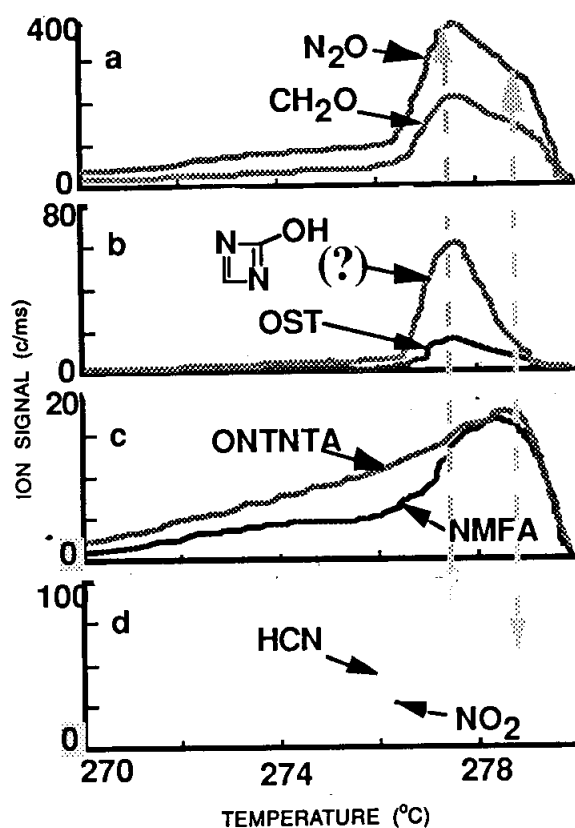 400
a
N₂O
CH₂O
0
80
b
N
OH
N
(?)
OST
0
20
c
ONTNTA
NMFA
0
100
d
HCN
NO₂
0
270
274
278
ION SIGNAL (c/ms)
TEMPERATURE (°C)